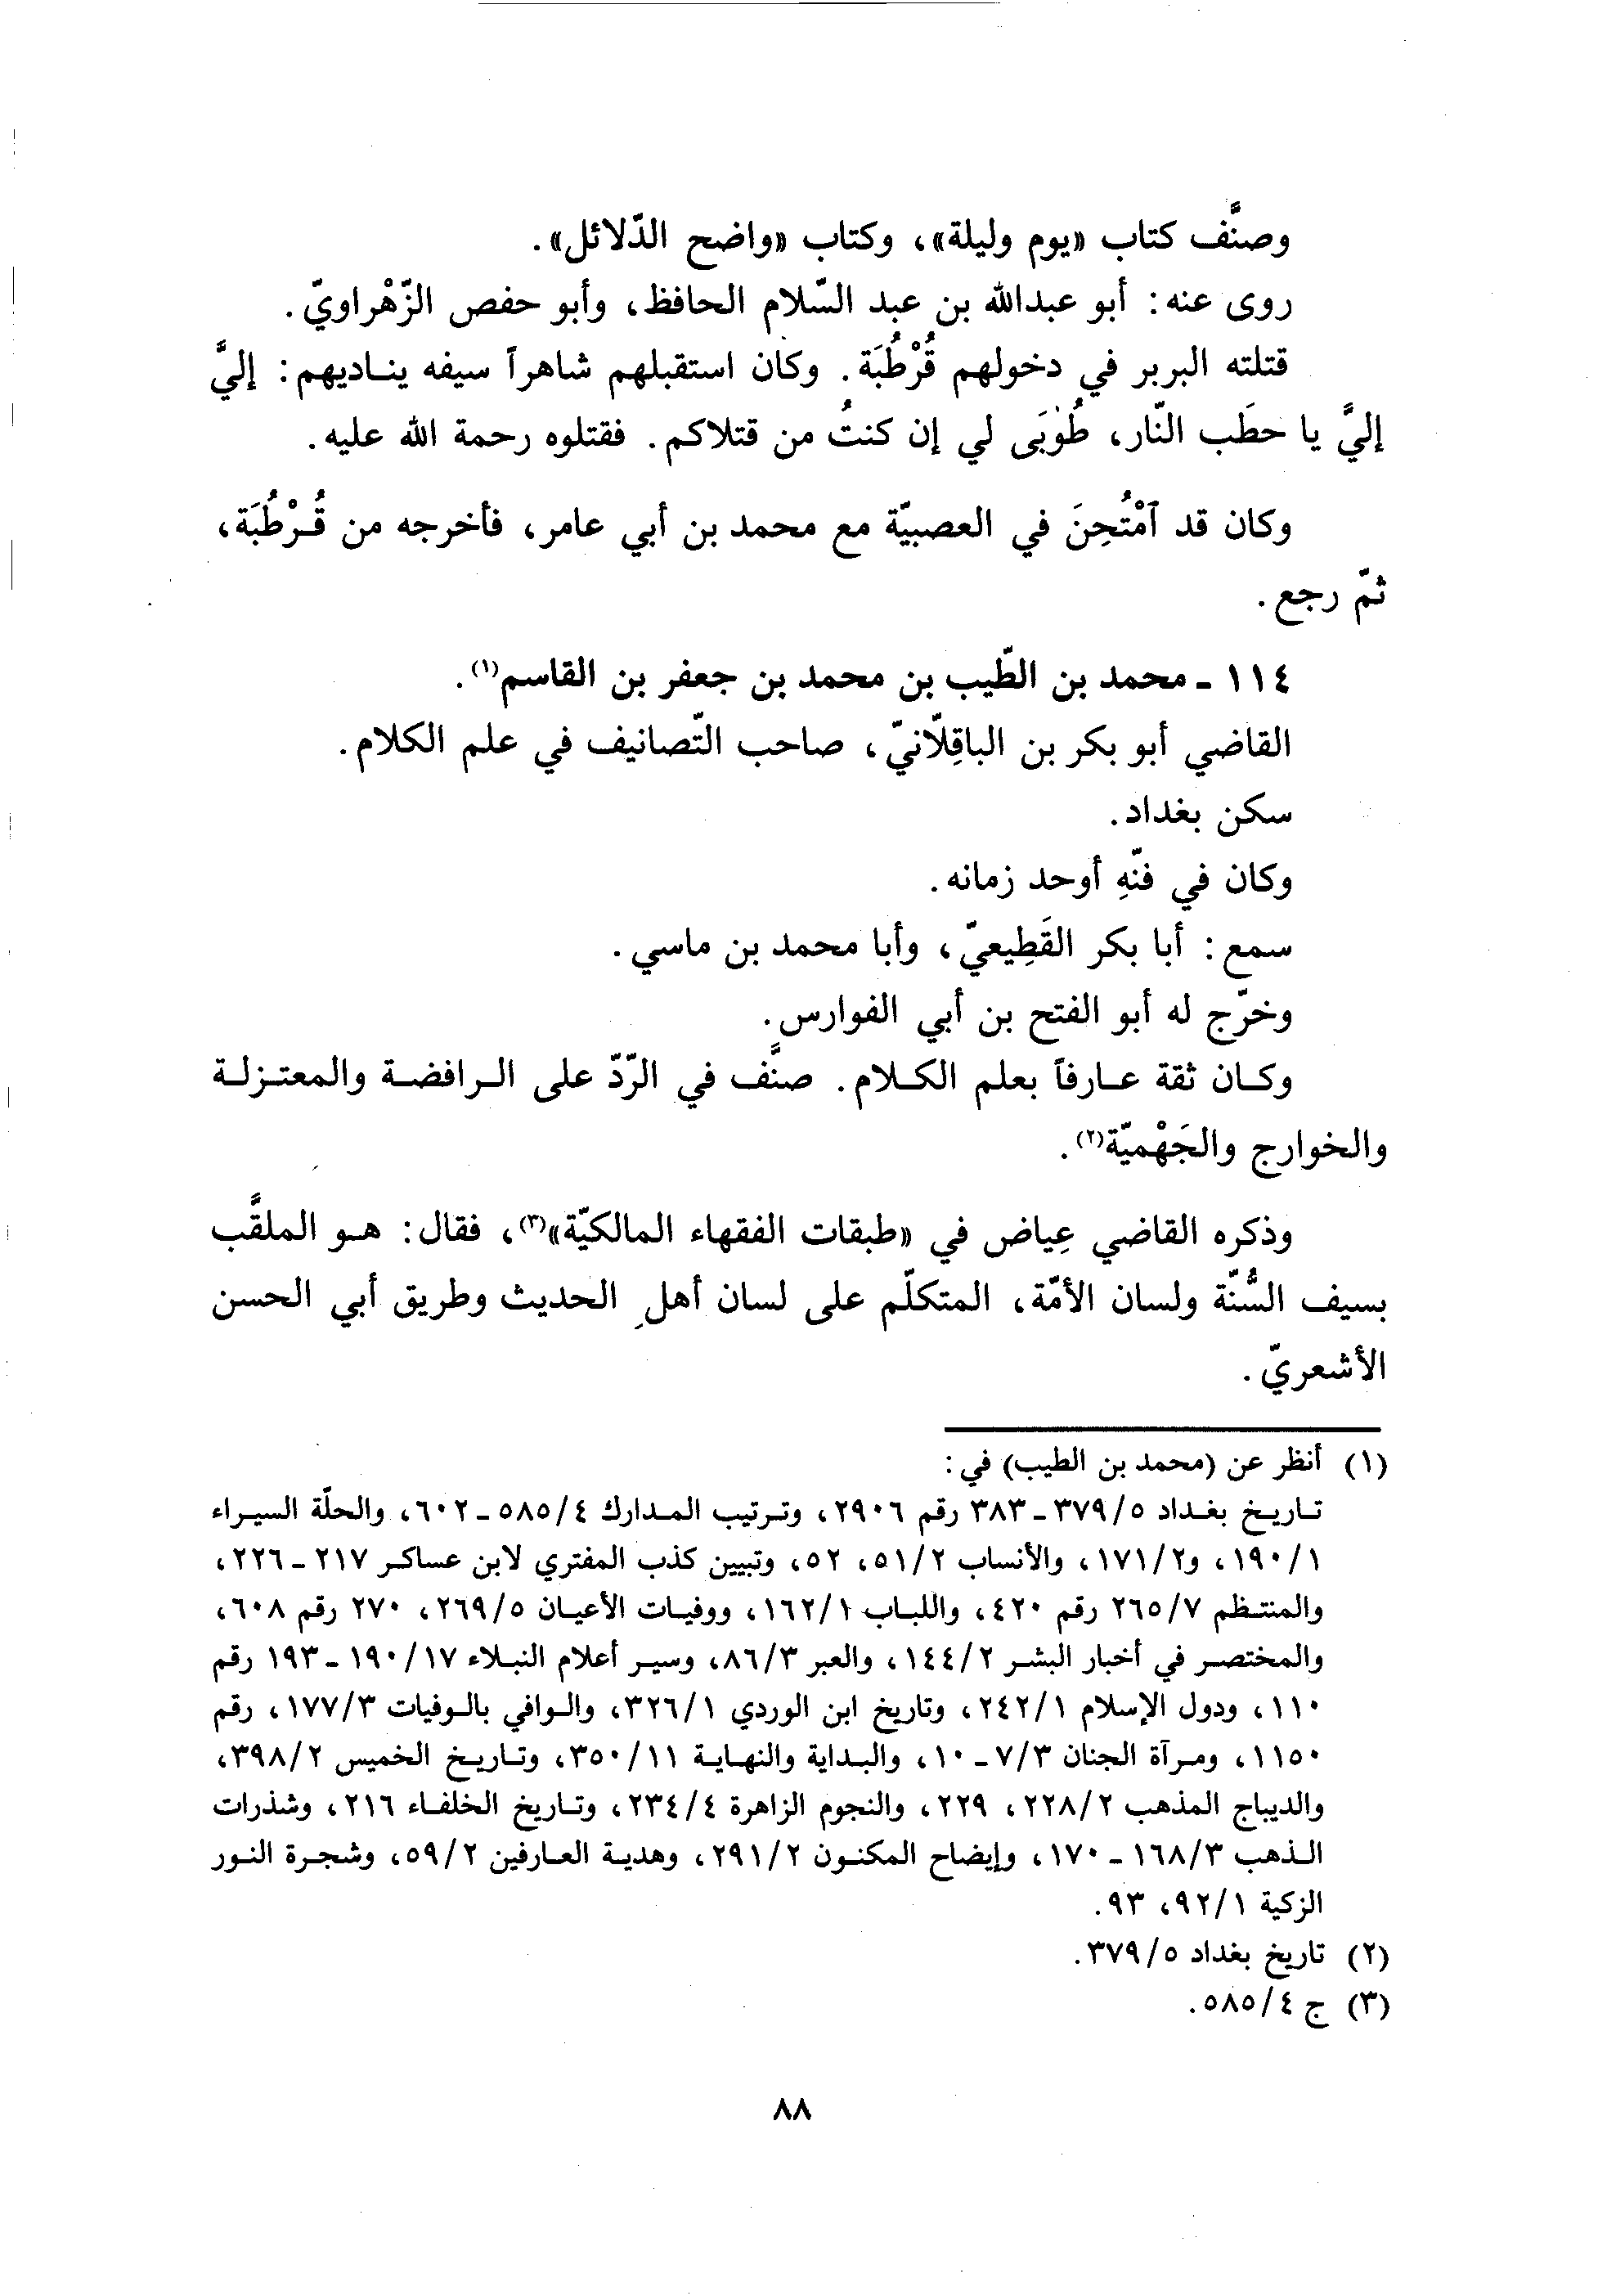 وصنَّف كتاب «يوم وليلة»، وكتاب «واضح الدّلائل».
روى عنه: أبو عبدالله بن عبد السّلام الحافظ، وأبو حفص الزّهْراويّ.
قتلته البربر في دخولهم قُرْطُبَة. وكان استقبلهم شاهراً سيفه يناديهم: إليَّ
إليَّ يا حطَب النّار، طُوبَى لي إن كنتُ من قتلاكم. فقتلوه رحمة الله عليه.
وكان قد ٱمْتُحِنَ في العصبيّة مع محمد بن أبي عامر، فأخرجه من قُرْطُبَة،
ثمّ رجع.
١١٤ ـ محمد بن الطّيب بن محمد بن جعفر بن القاسم(١).
القاضي أبو بكر بن الباقِلّانيّ، صاحب التّصانيف في علم الكلام.
سكن بغداد.
وكان في فنّهِ أوحد زمانه.
سمع: أبا بكر القَطِيعيّ، وأبا محمد بن ماسي.
وخرّج له أبو الفتح بن أبي الفوارس.
وكان ثقة عارفاً بعلم الكلام. صنَّف في الرّدّ على الرافضة والمعتزلة
والخوارج والجَهْميّة(٢).
وذكره القاضي عِياض في «طبقات الفقهاء المالكيّة»(٣)، فقال: هو الملقَّب
بسيف السُّنّة ولسان الأمّة، المتكلّم على لسان أهلِ الحديث وطريق أبي الحسن
الأشعريّ.
(١) أنظر عن (محمد بن الطيب) في:
تاريخ بغداد ٥/٣٧٩ ـ ٣٨٣ رقم ٢٩٠٦، وترتيب المدارك ٤/٥٨٥ ـ ٦٠٢، والحلّة السيراء
١/١٩٠، و٢/١٧١، والأنساب ٢/٥١، ٥٢، وتبيين كذب المفتري لابن عساكر ٢١٧ ـ ٢٢٦،
والمنتظم ٧/٢٦٥ رقم ٤٢٠، واللباب ١/١٦٢، ووفيات الأعيان ٥/٢٦٩، ٢٧٠ رقم ٦٠٨،
والمختصر في أخبار البشر ٢/١٤٤، والعبر ٣/٨٦، وسير أعلام النبلاء ١٧/١٩٠ ـ ١٩٣ رقم
١١٠، ودول الإسلام ١/٢٤٢، وتاريخ ابن الوردي ١/٣٢٦، والوافي بالوفيات ٣/١٧٧، رقم
١١٥٠، ومرآة الجنان ٣/٧ ـ ١٠، والبداية والنهاية ١١/٣٥٠، وتاريخ الخميس ٢/٣٩٨،
والديباج المذهب ٢/٢٢٨، ٢٢٩، والنجوم الزاهرة ٤/٢٣٤، وتاريخ الخلفاء ٢١٦، وشذرات
الذهب ٣/١٦٨ ـ ١٧٠، وإيضاح المكنون ٢/٢٩١، وهدية العارفين ٢/٥٩، وشجرة النور
الزكية ١/٩٢، ٩٣.
(٢) تاريخ بغداد ٥/٣٧٩.
(٣) ج ٤/٥٨٥.
٨٨